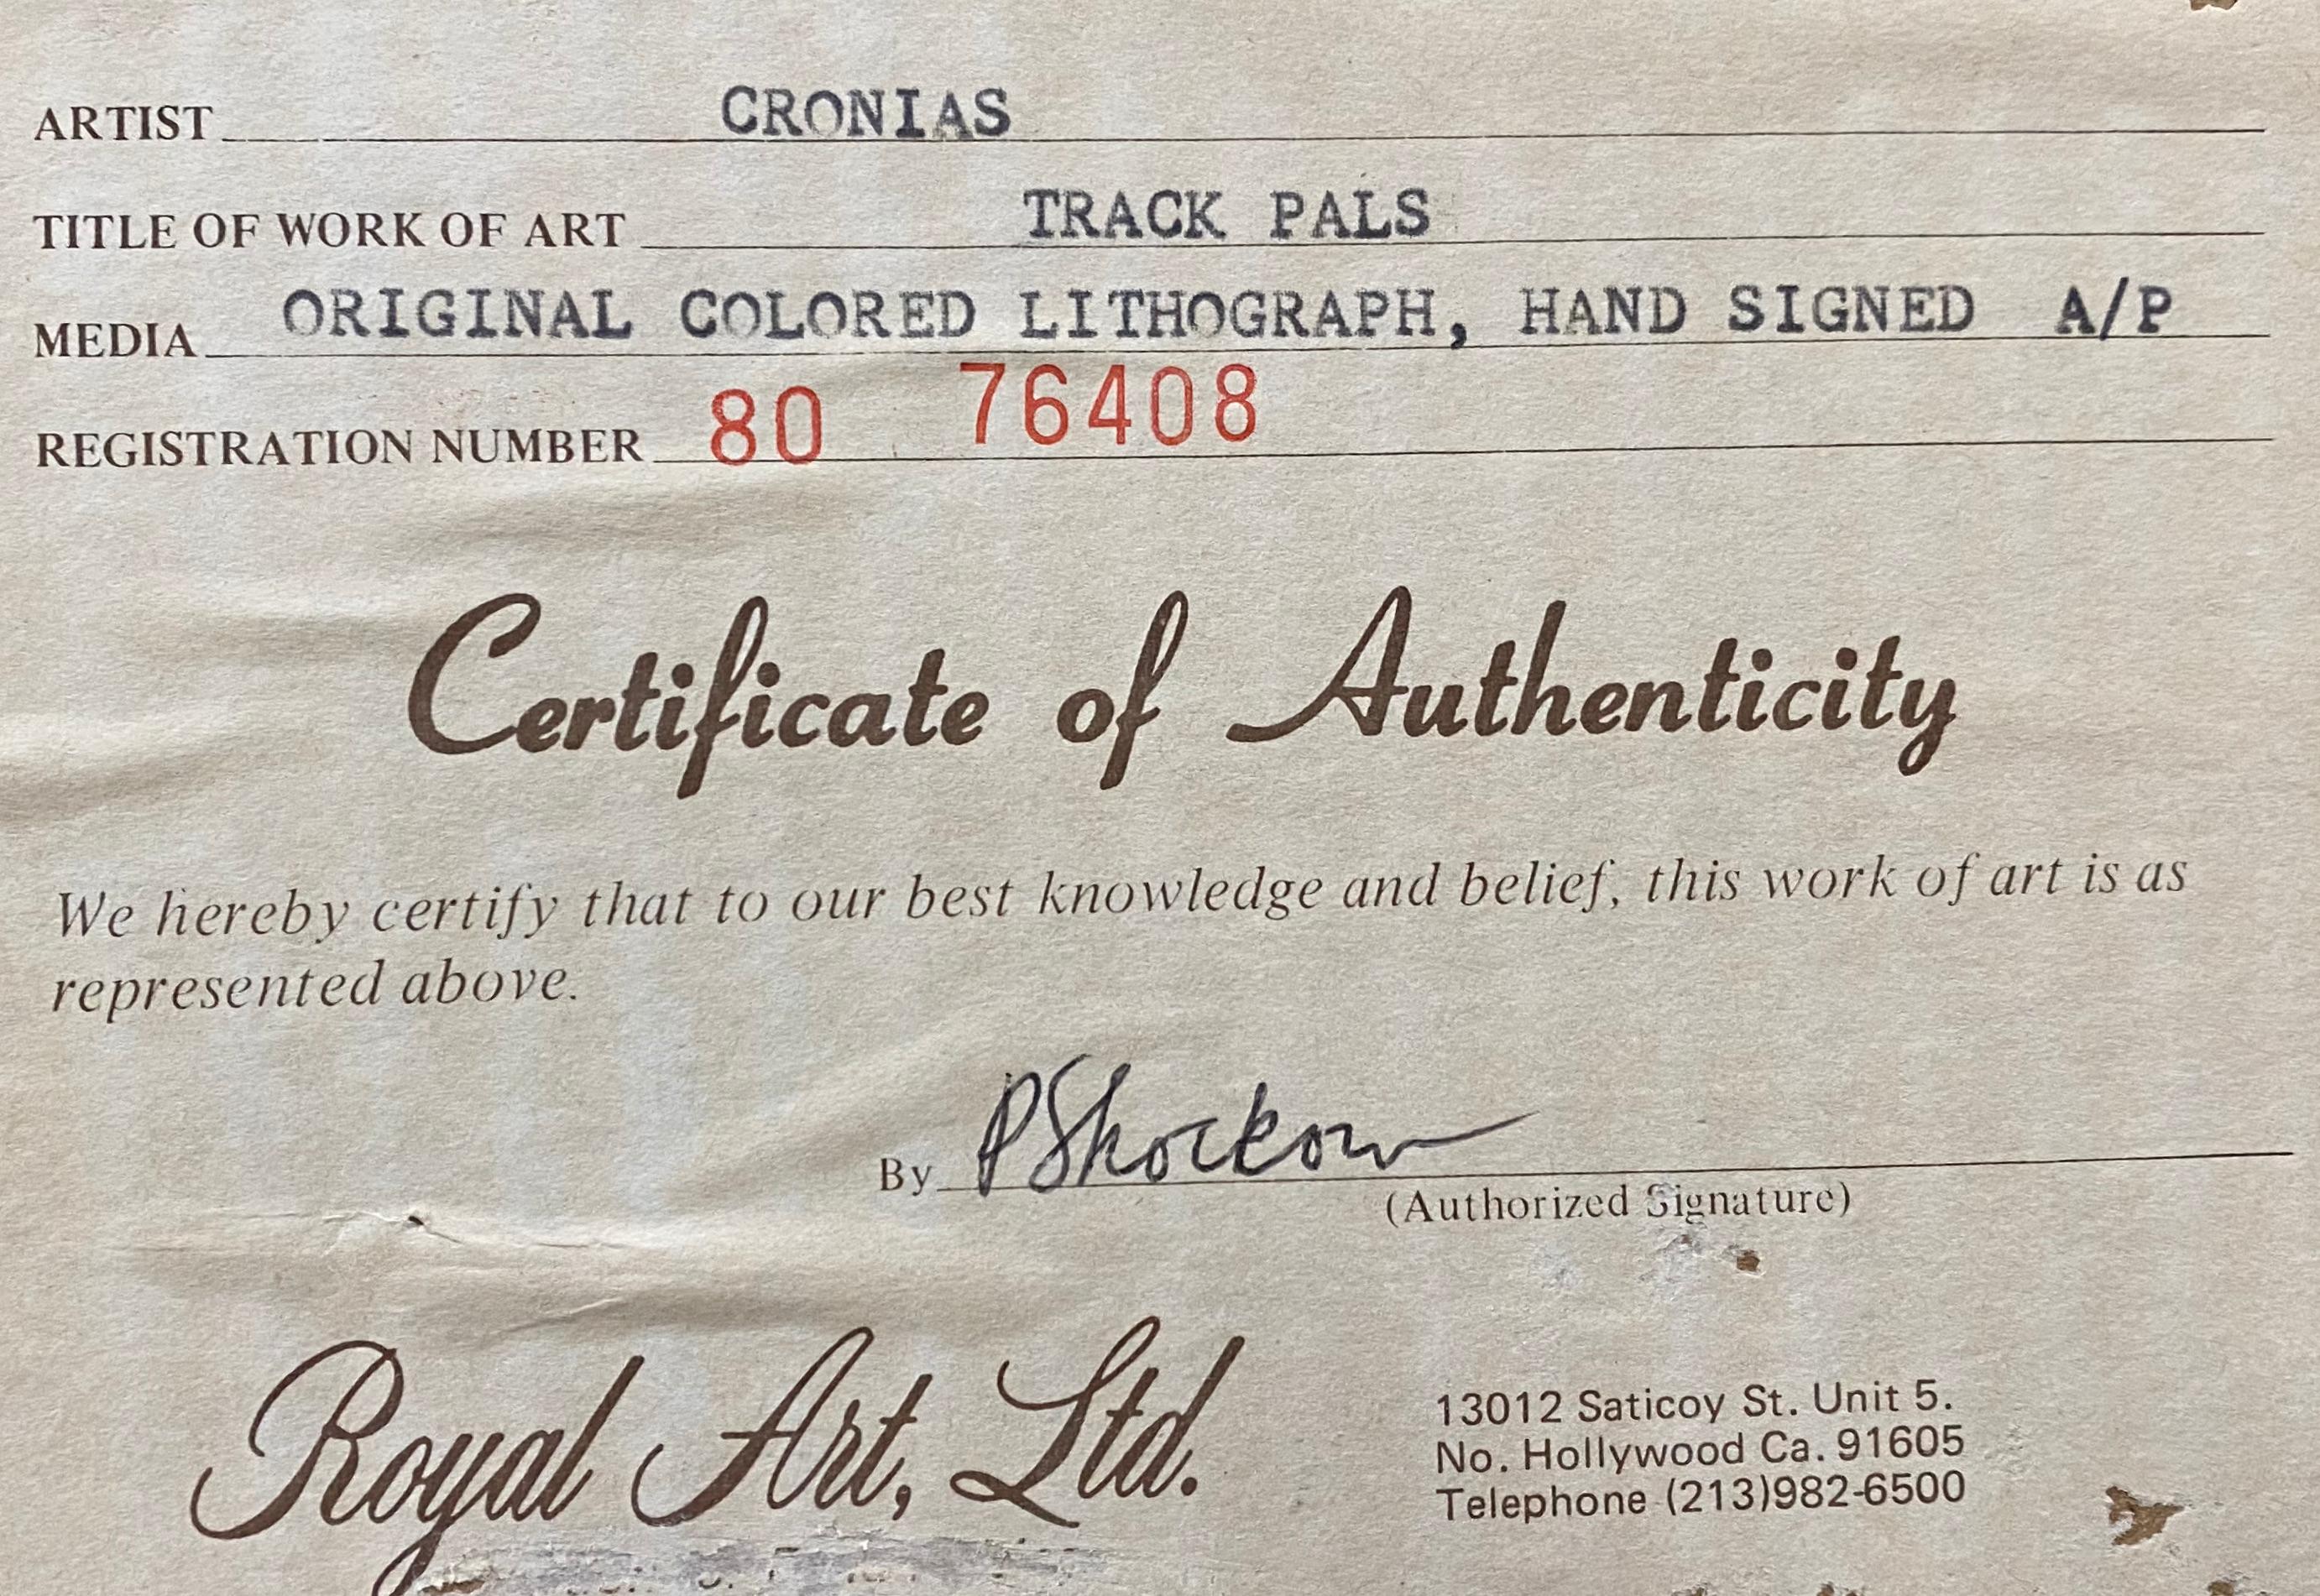 ARTIST CRONIAS
TITLE OF WORK OF ART TRACK PALS
MEDIA ORIGINAL COLORED LITHOGRAPH, HAND SIGNED A/P
REGISTRATION NUMBER 80 76408
Certificate of Authenticity
We hereby certify that to our best knowledge and belief, this work of art is as
represented above.
By PShockow
(Authorized Signature)
Royal Art, Ltd.
13012 Saticoy St. Unit 5.
No. Hollywood Ca. 91605
Telephone (213)982-6500